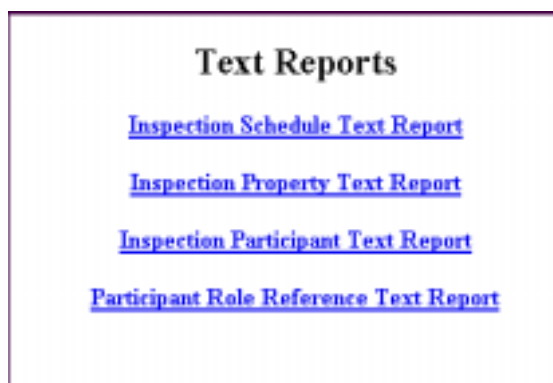 Text Reports
Inspection Schedule Text Report
Inspection Property Text Report
Inspection Participant Text Report
Participant Role Reference Text Report